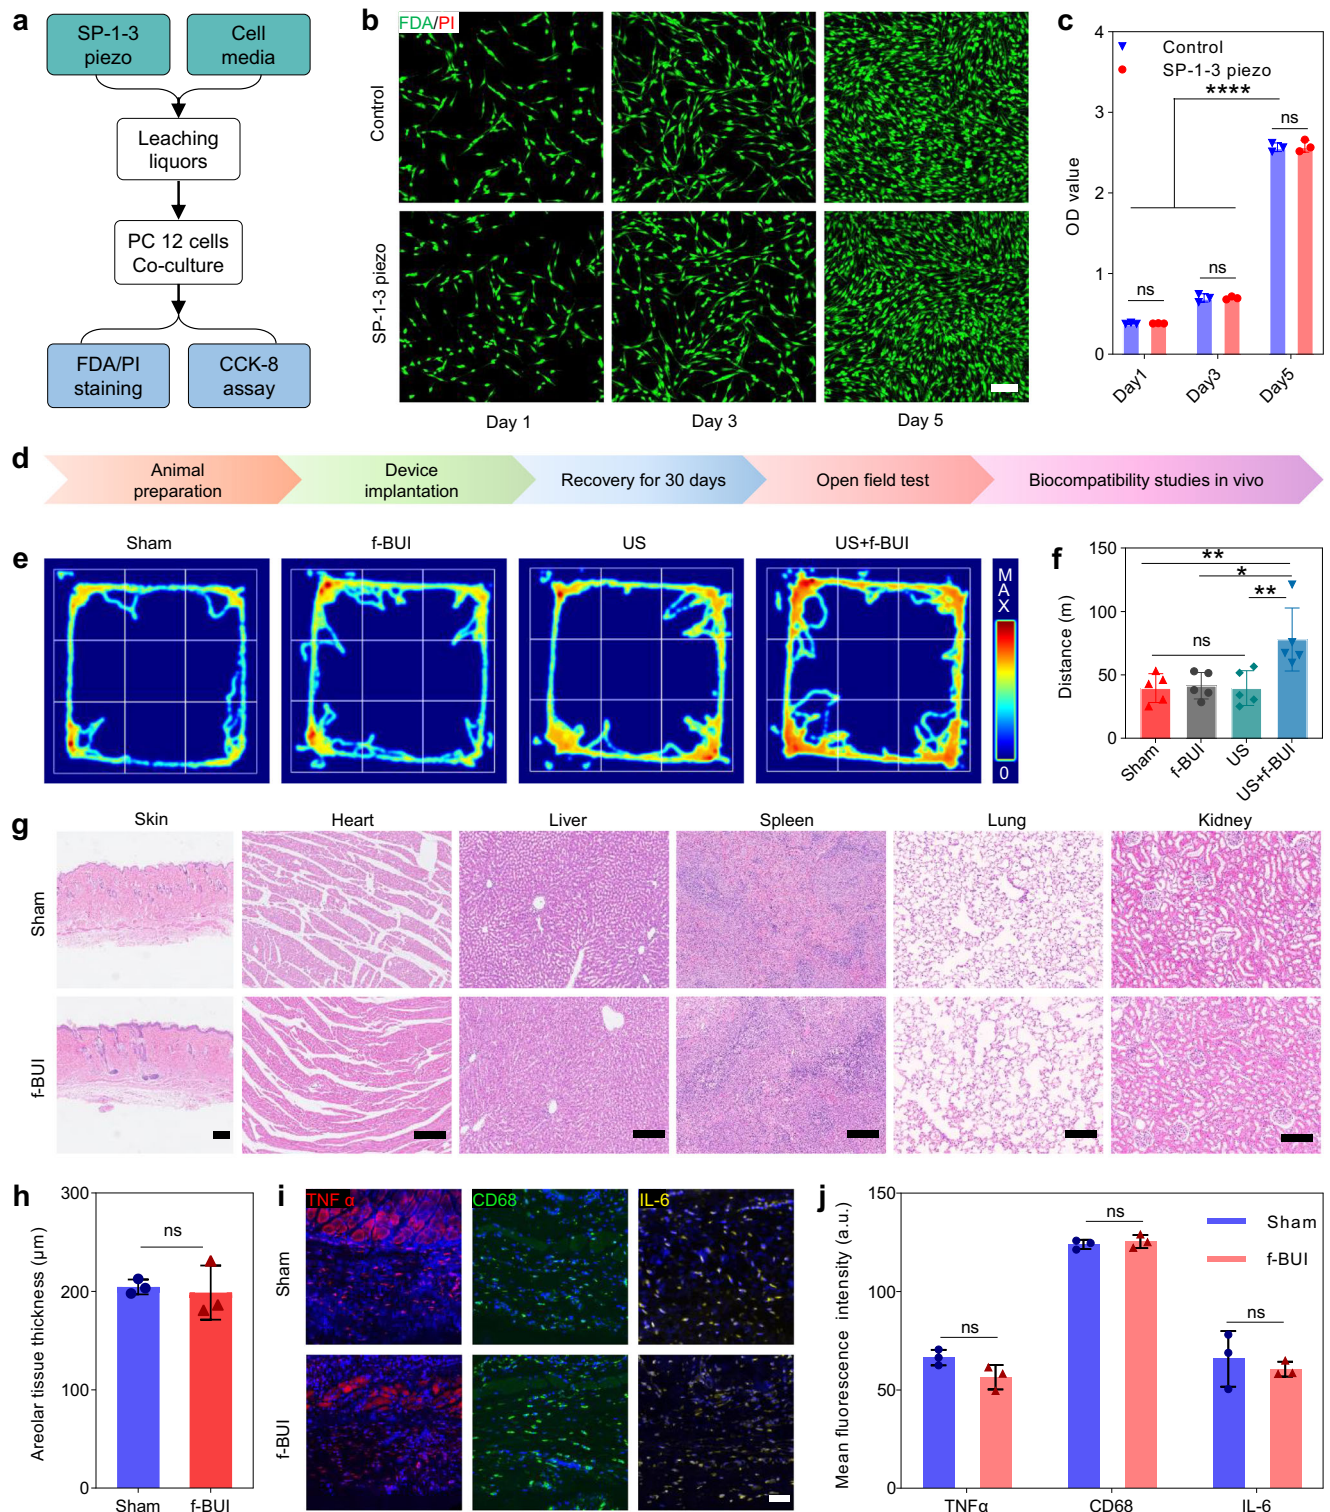 a
SP-1-3
piezo
Cell
media
Leaching
liquors
PC 12 cells
Co-culture
FDA/PI
staining
CCK-8
assay
b
FDA/PI
Control
SP-1-3 piezo
Day 1
Day 3
Day 5
c
4
3
2
1
0
OD value
Control
SP-1-3 piezo
****
ns
ns
ns
Day1
Day3
Day5
d
Animal
preparation
Device
implantation
Recovery for 30 days
Open field test
Biocompatibility studies in vivo
e
Sham
f-BUI
US
US+f-BUI
MAX
0
f
150
100
50
0
Distance (m)
**
*
**
ns
Sham
f-BUI
US
US+f-BUI
g
Skin
Heart
Liver
Spleen
Lung
Kidney
Sham
f-BUI
h
300
200
100
0
Areolar tissue thickness (μm)
ns
Sham
f-BUI
i
TNF α
CD68
IL-6
Sham
f-BUI
j
150
100
50
0
Mean fluorescence intensity (a.u.)
ns
ns
ns
Sham
f-BUI
TNFα
CD68
IL-6